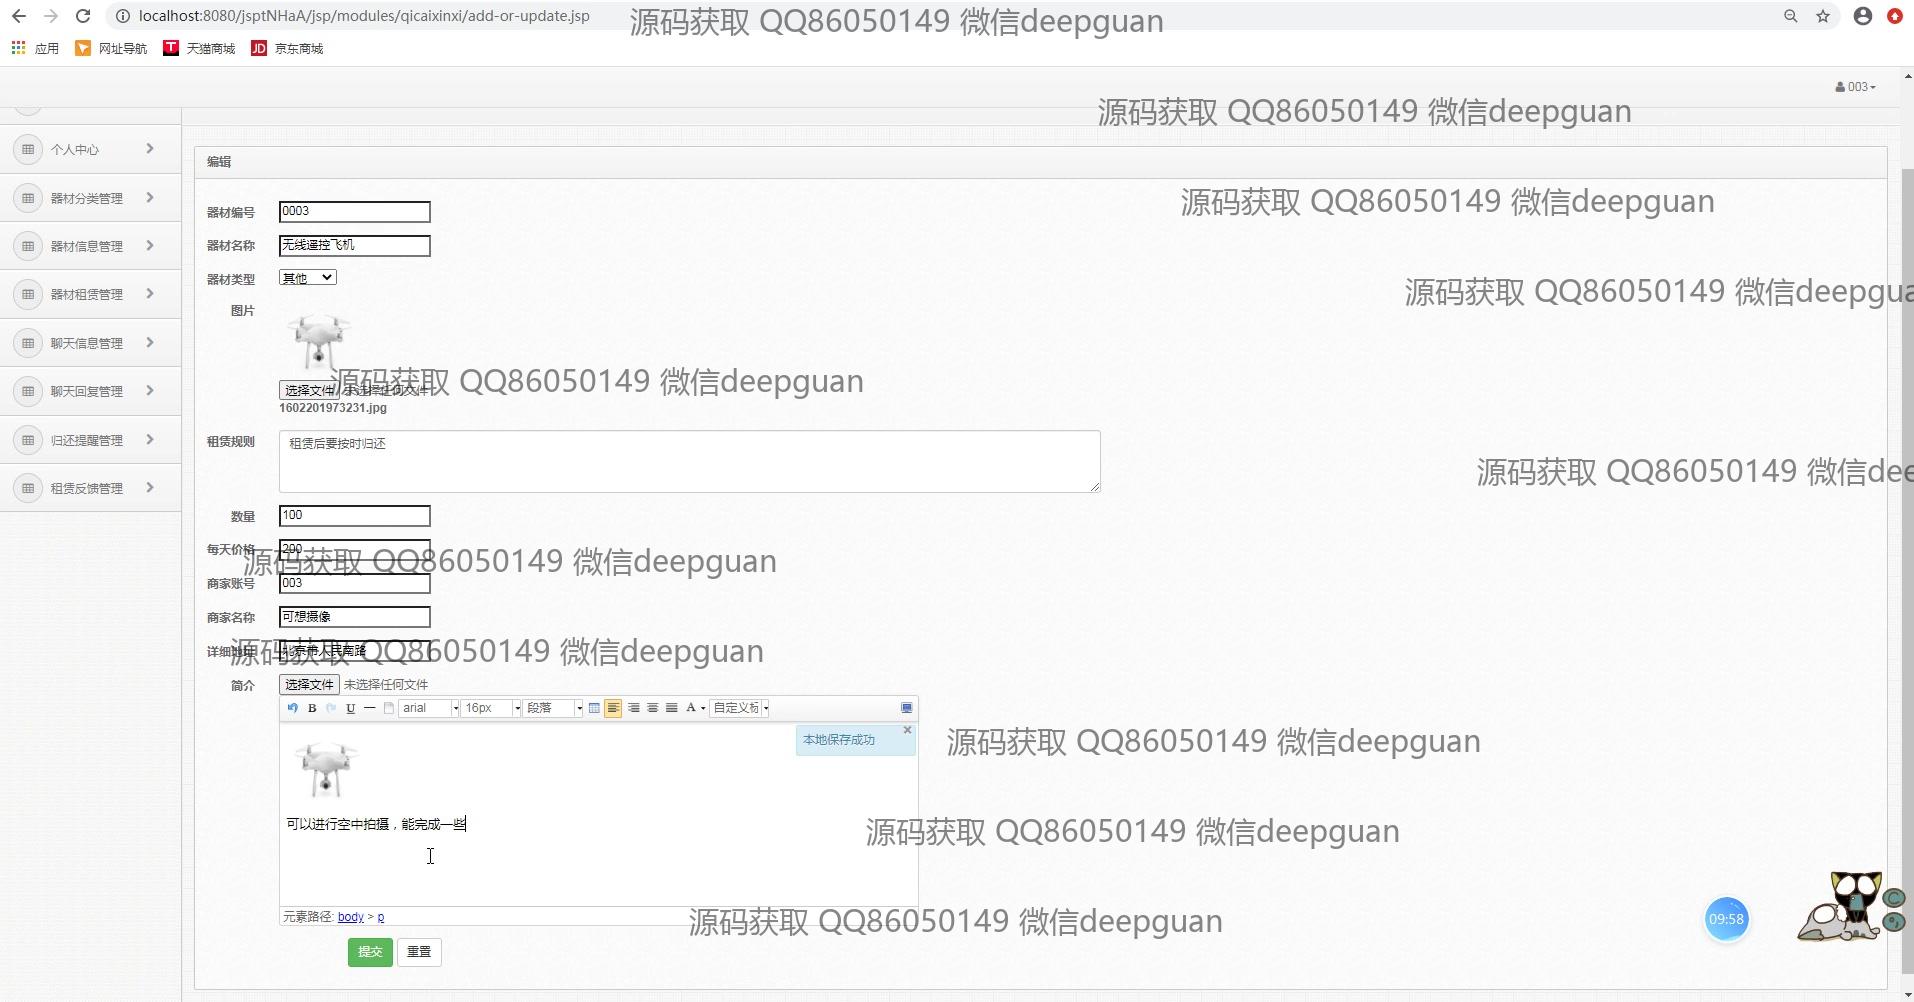 localhost:8080/jsptNHaA/jsp/modules/qicaixinxi/add-or-update.jsp
源码获取 QQ86050149 微信deepguan
应用 网址导航 天猫商城 JD 京东商城
003
源码获取 QQ86050149 微信deepguan
个人中心
编辑
器材分类管理
源码获取 QQ86050149 微信deepguan
器材编号 0003
器材信息管理
器材名称 无线遥控飞机
器材类型 其他
器材租赁管理
源码获取 QQ86050149 微信deepgua
图片
聊天信息管理
源码获取 QQ86050149 微信deepguan
聊天回复管理
选择文件 未选择任何文件
1602201973231.jpg
归还提醒管理
租赁规则 租赁后要按时归还
源码获取 QQ86050149 微信dee
租赁反馈管理
数量 100
每天价格 200
源码获取 QQ86050149 微信deepguan
商家账号 003
商家名称 可想摄像
详细地址 北京市人民南路
源码获取 QQ86050149 微信deepguan
简介 选择文件 未选择任何文件
B U arial 16px 段落 A 自定义标
本地保存成功
源码获取 QQ86050149 微信deepguan
可以进行空中拍摄，能完成一些
源码获取 QQ86050149 微信deepguan
元素路径: body > p
源码获取 QQ86050149 微信deepguan
09:58
提交 重置